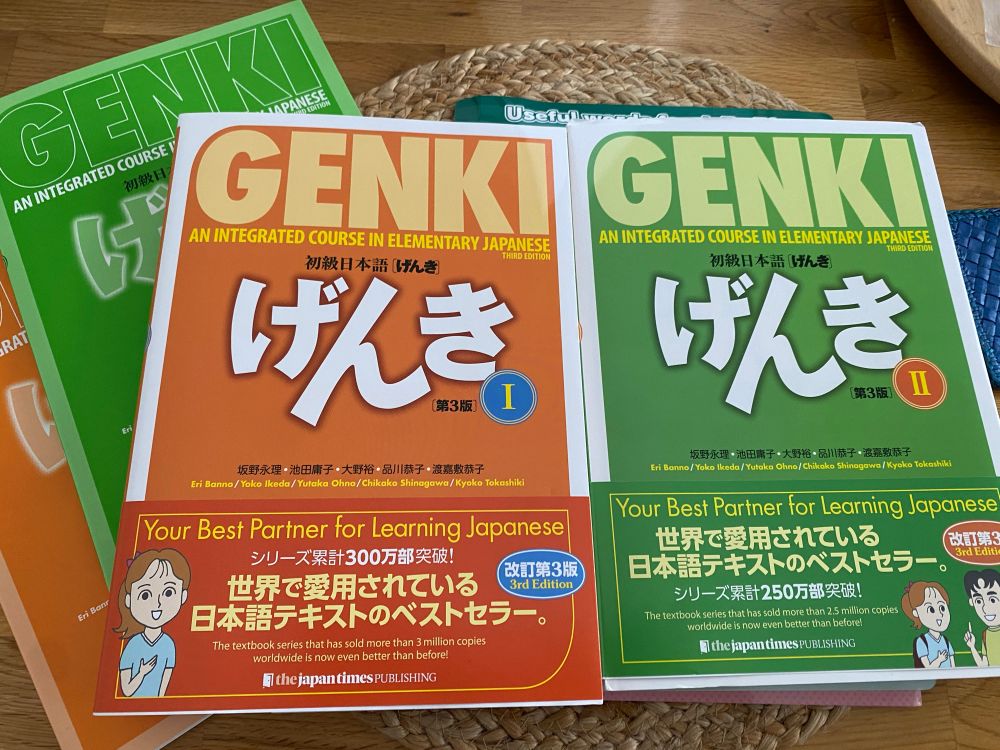 GENKI
AN INTEGRATED COURSE IN ELEMENTARY JAPANESE
THIRD EDITION
Useful
GENKI
AN INTEGRATED COURSE IN ELEMENTARY JAPANESE
THIRD EDITION
初級日本語[げんき]
げんき
[第3版]
I
坂野永理・池田庸子・大野裕・品川恭子・渡嘉敷恭子
Eri Banno/Yoko Ikeda/Yutaka Ohno/Chikako Shinagawa/Kyoko Tokashiki
Your Best Partner for Learning Japanese
シリーズ累計300万部突破!
世界で愛用されている
日本語テキストのベストセラー。
改訂第3版
3rd Edition
The textbook series that has sold more than 3 million copies
worldwide is now even better than before!
the japan times PUBLISHING
GENKI
AN INTEGRATED COURSE IN ELEMENTARY JAPANESE
THIRD EDITION
初級日本語[げんき]
げんき
[第3版]
II
坂野永理・池田庸子・大野裕・品川恭子・渡嘉敷恭子
Eri Banno/Yoko Ikeda/Yutaka Ohno/Chikako Shinagawa/Kyoko Tokashiki
Your Best Partner for Learning Japanese
世界で愛用されている
日本語テキストのベストセラー。
シリーズ累計250万部突破!
改訂第3
3rd Edition
The textbook series that has sold more than 2.5 million copies
worldwide is now even better than before!
the japan times PUBLISHING
初級日
げ
Eri Banno